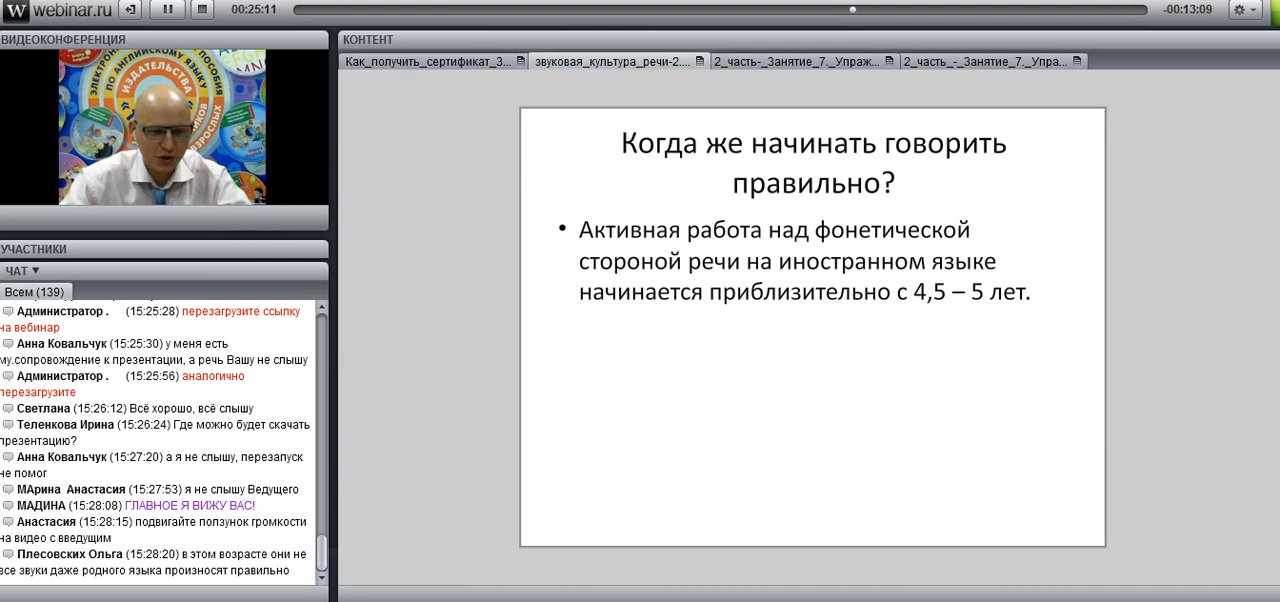 W webinar.ru
00:25:11
-00:13:09
ВИДЕОКОНФЕРЕНЦИЯ
ЭЛЕКТРОН
ПО АНГЛИЙСКОМУ ЯЗЫКУ
ИЗДАТЕЛЬСТВА
ВЗРОСЛЫХ
УЧАСТНИКИ
ЧАТ ▼
Всем (139)
Администратор . (15:25:28) перезагрузите ссылку
на вебинар
Анна Ковальчук (15:25:30) у меня есть
му.сопровождение к презентации, а речь Вашу не слышу
Администратор . (15:25:56) аналогично
перезагрузите
Светлана (15:26:12) Всё хорошо, всё слышу
Теленкова Ирина (15:26:24) Где можно будет скачать
презентацию?
Анна Ковальчук (15:27:20) а я не слышу, перезапуск
не помог
МАрина Анастасия (15:27:53) я не слышу Ведущего
МАДИНА (15:28:08) ГЛАВНОЕ Я ВИЖУ ВАС!
Анастасия (15:28:15) подвигайте ползунок громкости
на видео с введущим
Плесовских Ольга (15:28:20) в этом возрасте они не
все звуки даже родного языка произносят правильно
КОНТЕНТ
Как_получить_сертификат_3...
звуковая_культура_речи-2....
2_часть-_Занятие_7._Упраж...
2_часть_-_Занятие_7._Упра...
Когда же начинать говорить
правильно?
• Активная работа над фонетической
стороной речи на иностранном языке
начинается приблизительно с 4,5 – 5 лет.